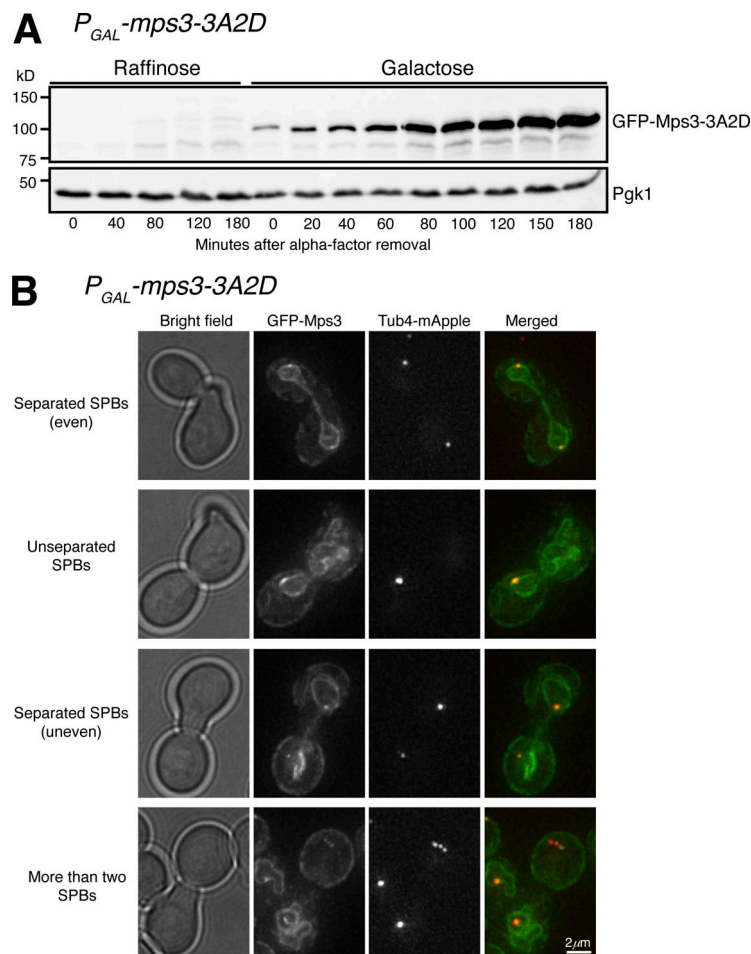 A P_GAL-mps3-3A2D
Raffinose Galactose
kD
150
100
75
GFP-Mps3-3A2D
50
Pgk1
0 40 80 120 180 0 20 40 60 80 100 120 150 180
Minutes after alpha-factor removal
B P_GAL-mps3-3A2D
Bright field GFP-Mps3 Tub4-mApple Merged
Separated SPBs
(even)
Unseparated
SPBs
Separated SPBs
(uneven)
More than two
SPBs
2μm